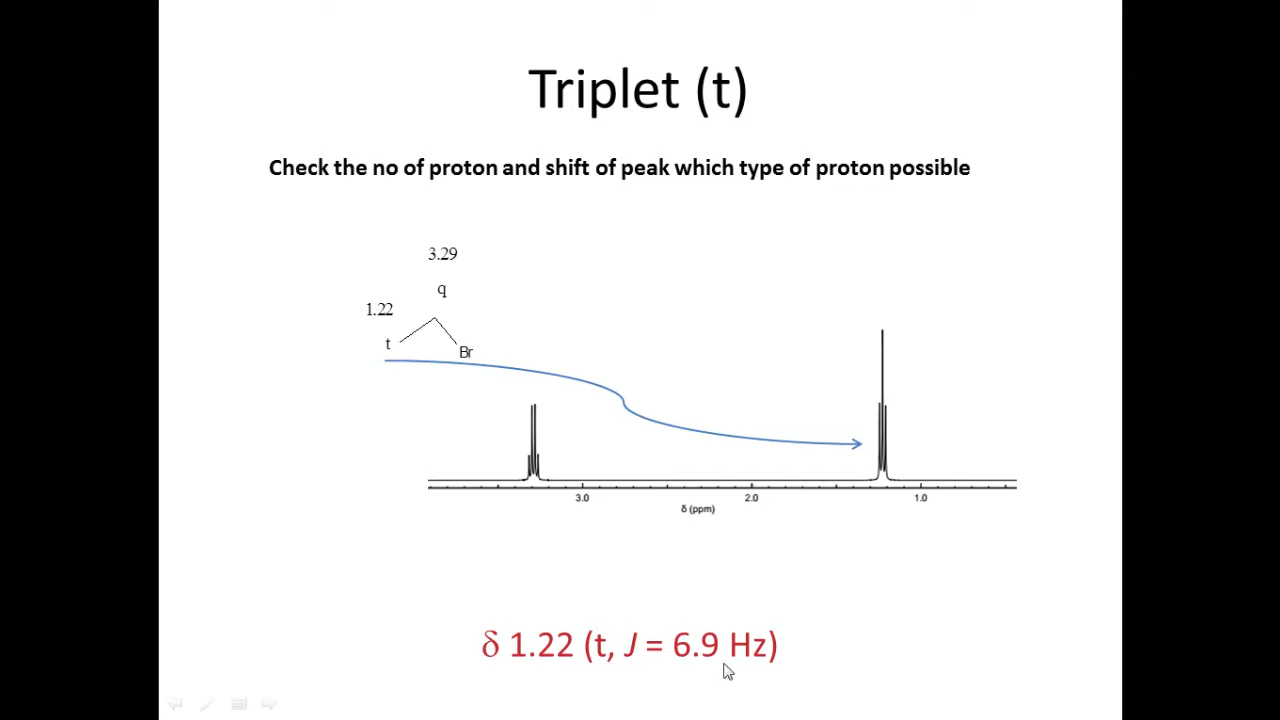 Triplet (t)
Check the no of proton and shift of peak which type of proton possible
3.29
q
1.22
t
Br
3.0 2.0 1.0
δ (ppm)
δ 1.22 (t, J = 6.9 Hz)